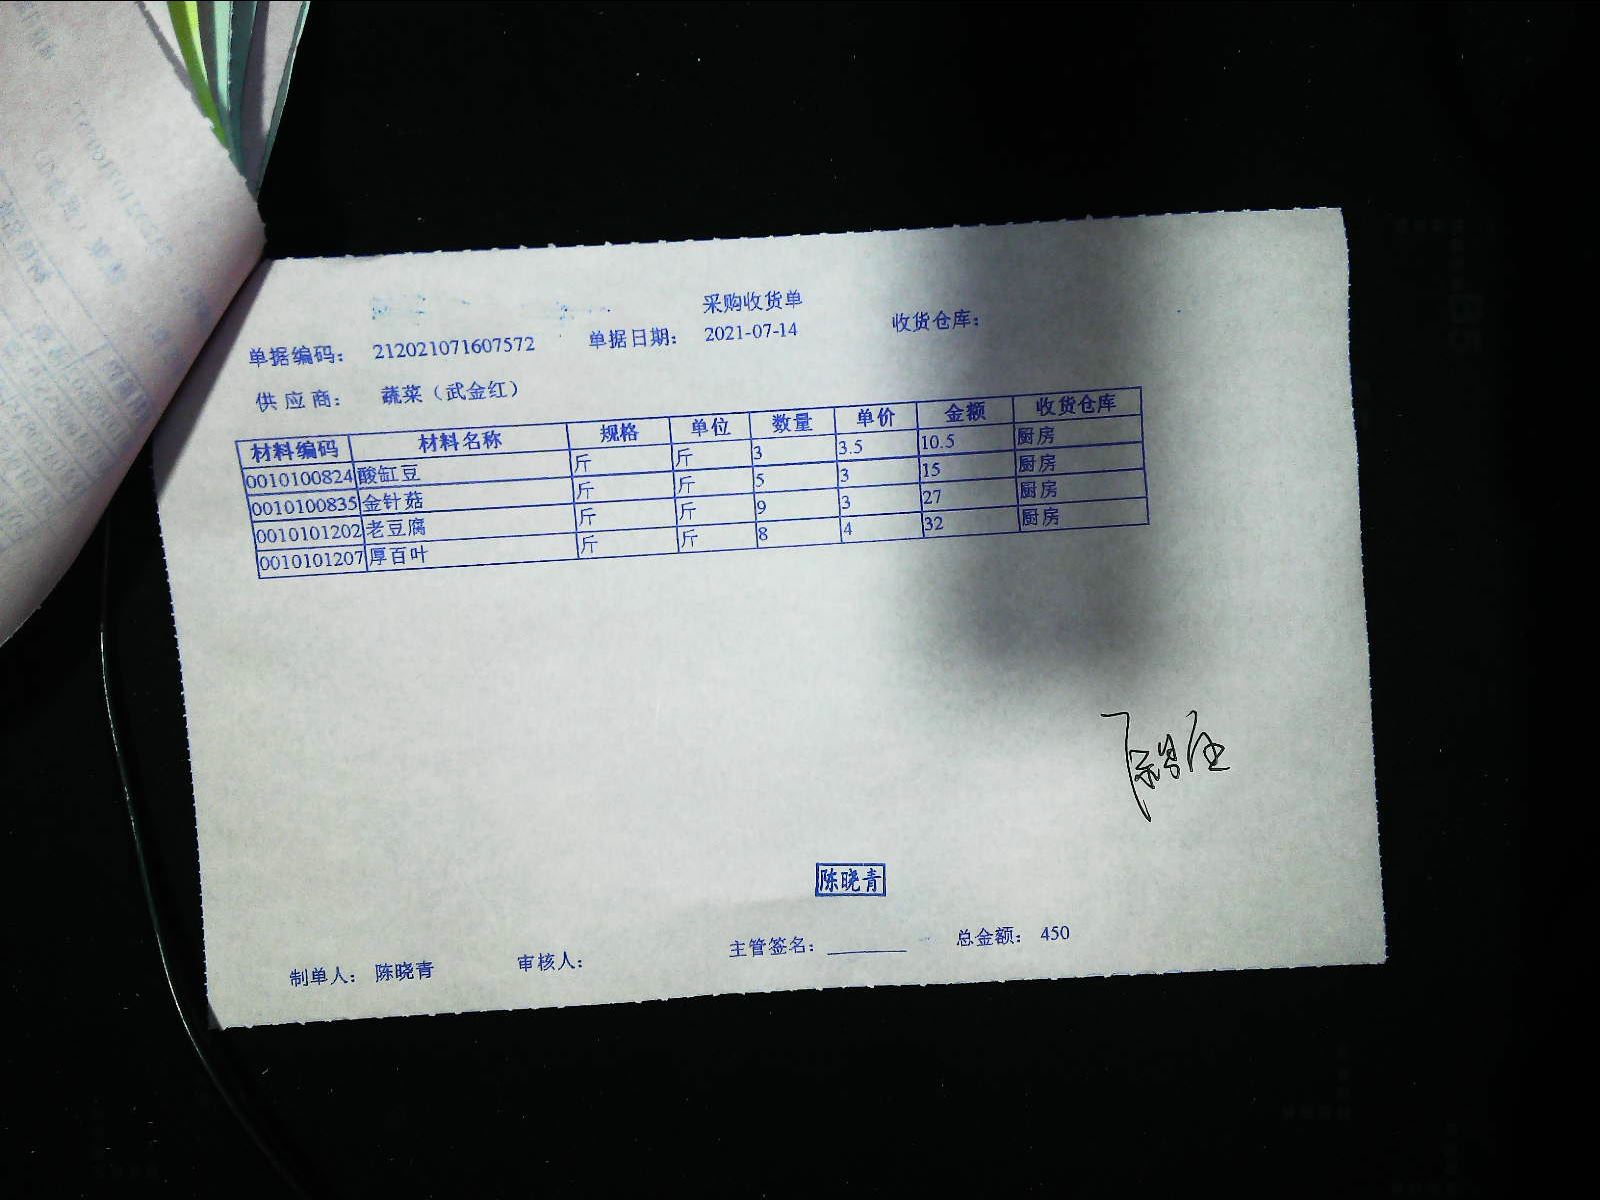 采购收货单
单据编码： 212021071607572 单据日期： 2021-07-14 收货仓库：
供 应 商： 蔬菜（武金红）
材料编码 材料名称 规格 单位 数量 单价 金额 收货仓库
0010100824 酸缸豆 斤 斤 3 3.5 10.5 厨房
0010100835 金针菇 斤 斤 5 3 15 厨房
0010101202 老豆腐 斤 斤 9 3 27 厨房
0010101207 厚百叶 斤 斤 8 4 32 厨房
陈晓青
制单人： 陈晓青 审核人： 主管签名： 总金额： 450